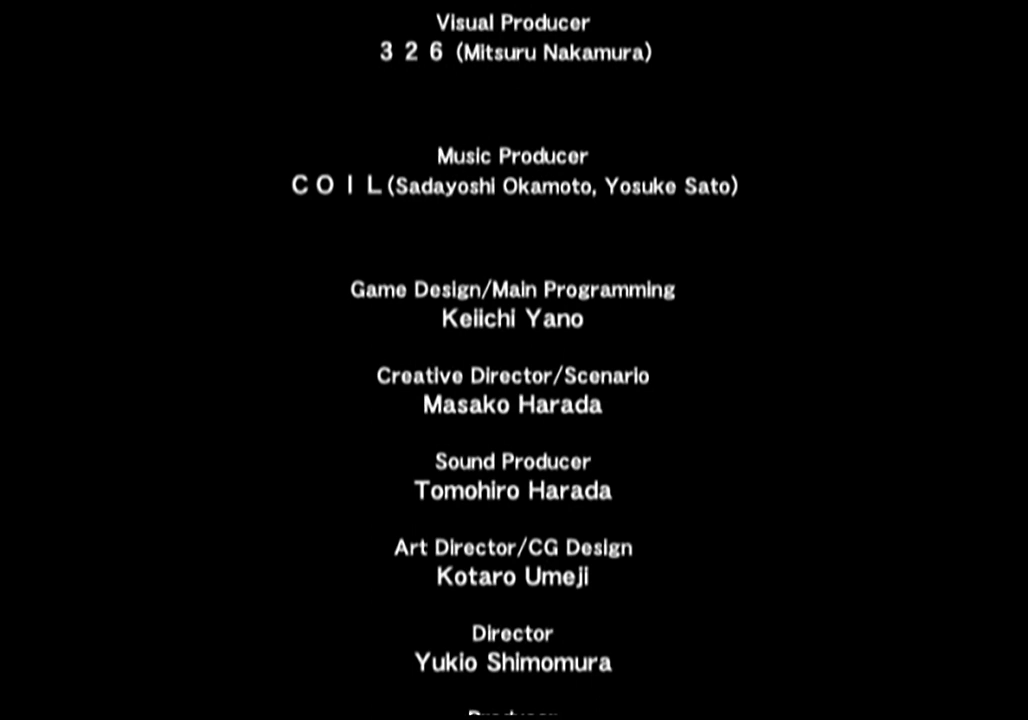 Visual Producer
３２６ (Mitsuru Nakamura)
Music Producer
ＣＯＩＬ(Sadayoshi Okamoto, Yosuke Sato)
Game Design/Main Programming
Keiichi Yano
Creative Director/Scenario
Masako Harada
Sound Producer
Tomohiro Harada
Art Director/CG Design
Kotaro Umeji
Director
Yukio Shimomura
Producer